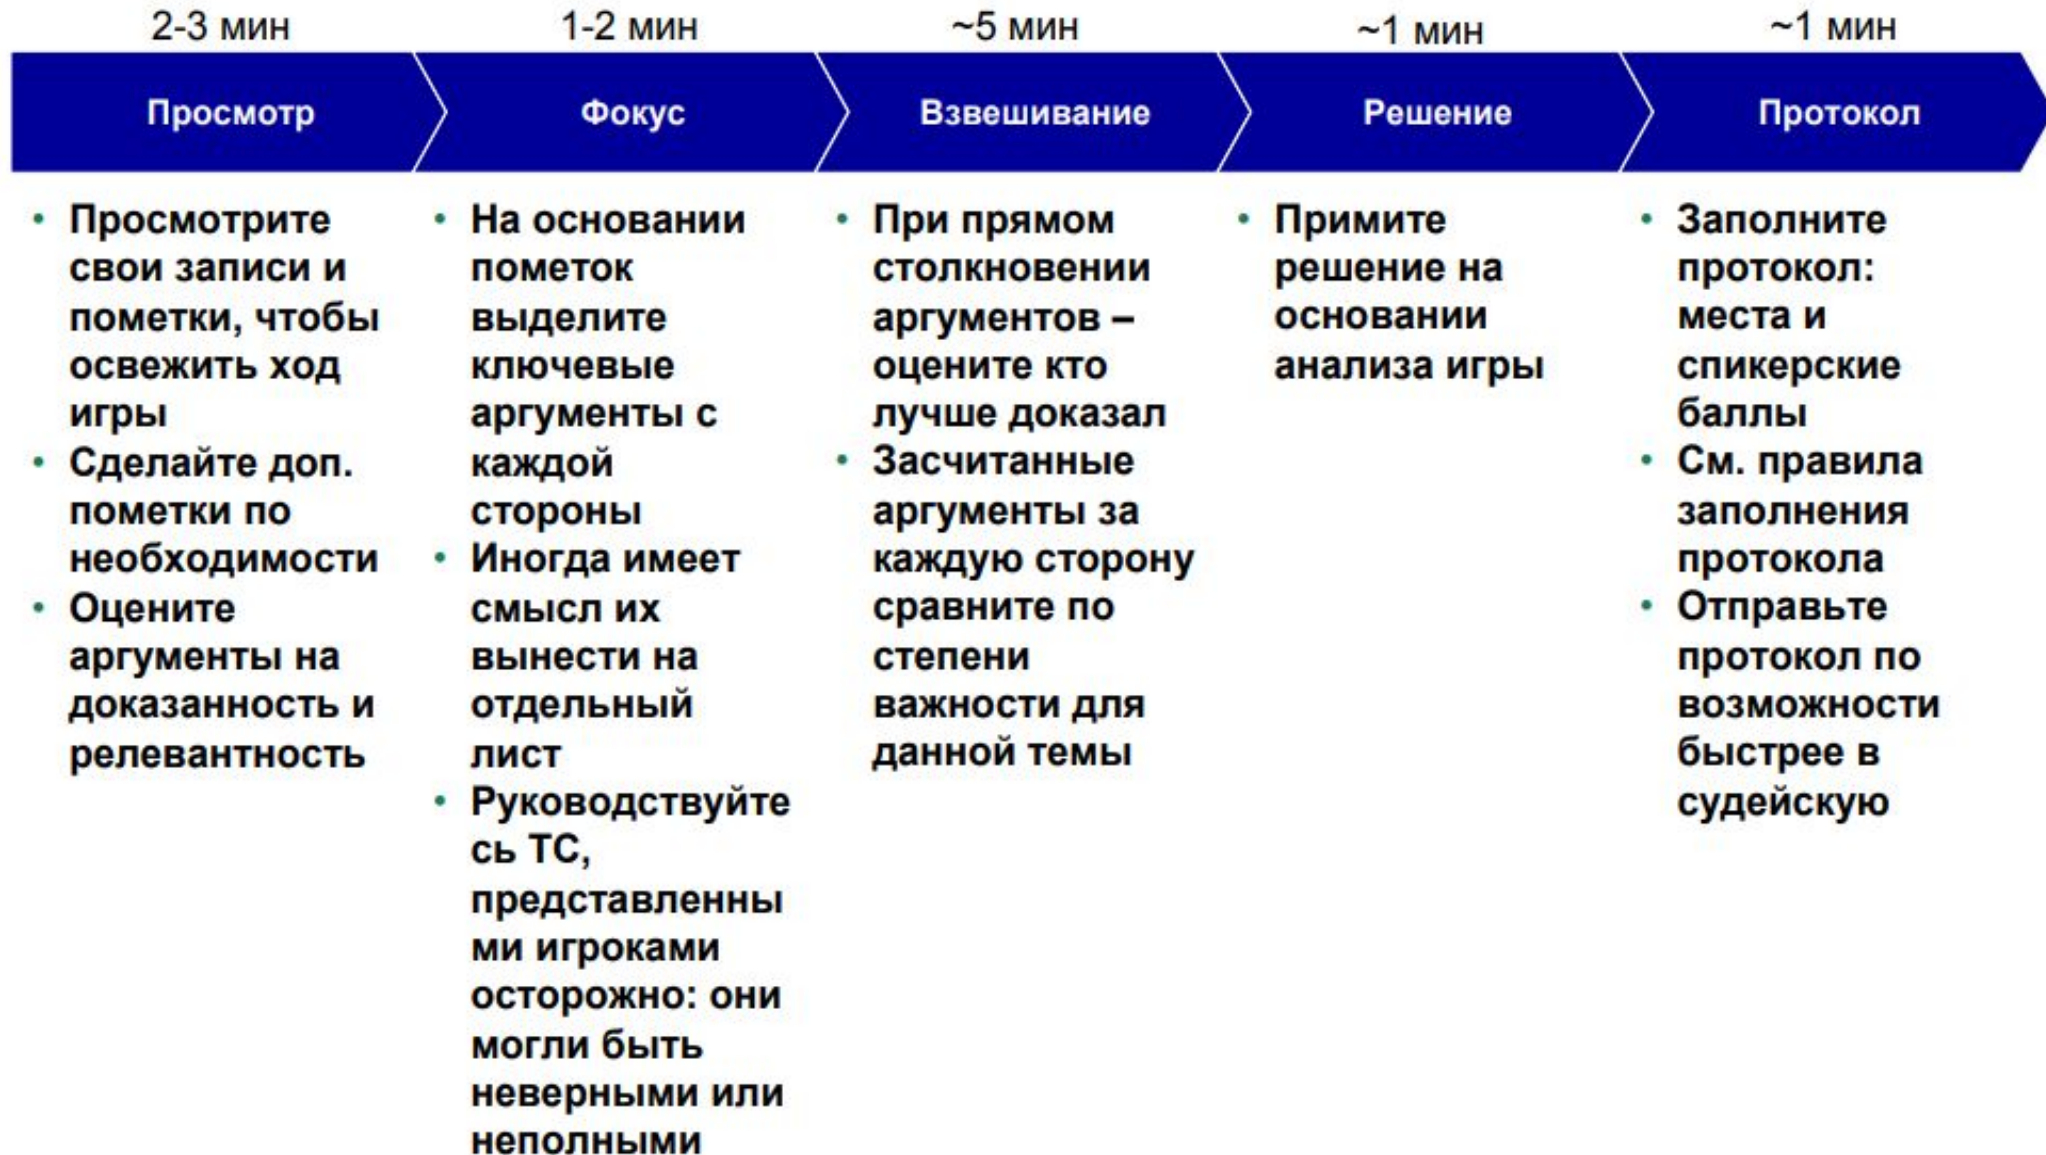 2-3 мин
1-2 мин
~5 мин
~1 мин
~1 мин
Просмотр
Фокус
Взвешивание
Решение
Протокол
• Просмотрите
свои записи и
пометки, чтобы
освежить ход
игры
• Сделайте доп.
пометки по
необходимости
• Оцените
аргументы на
доказанность и
релевантность
• На основании
пометок
выделите
ключевые
аргументы с
каждой
стороны
• Иногда имеет
смысл их
вынести на
отдельный
лист
• Руководствуйте
сь ТС,
представленны
ми игроками
осторожно: они
могли быть
неверными или
неполными
• При прямом
столкновении
аргументов –
оцените кто
лучше доказал
• Засчитанные
аргументы за
каждую сторону
сравните по
степени
важности для
данной темы
• Примите
решение на
основании
анализа игры
• Заполните
протокол:
места и
спикерские
баллы
• См. правила
заполнения
протокола
• Отправьте
протокол по
возможности
быстрее в
судейскую